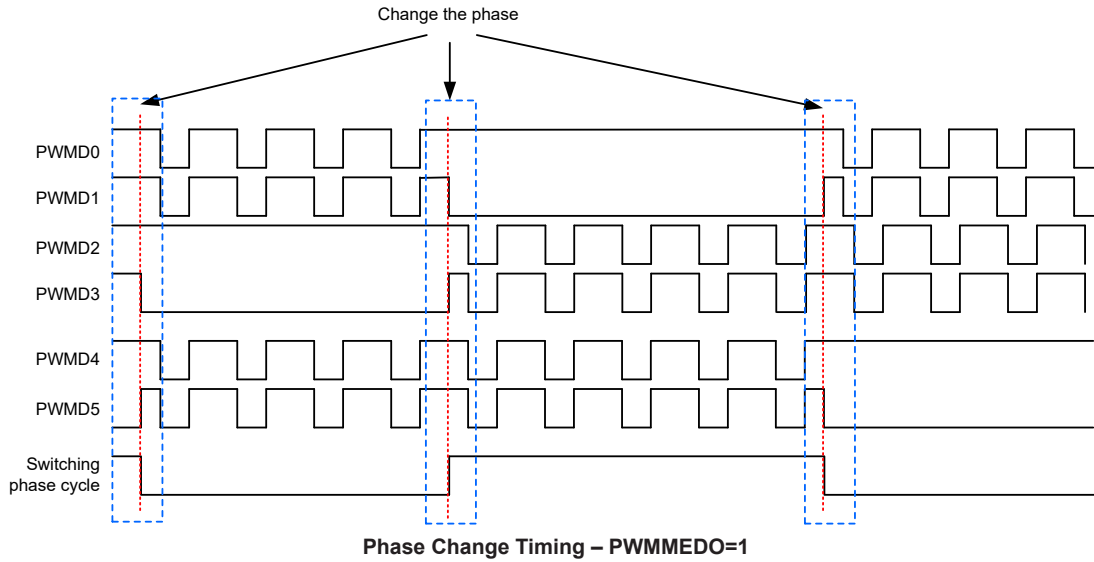 Change the phase
PWMD0
PWMD1
PWMD2
PWMD3
PWMD4
PWMD5
Switching
phase cycle
Phase Change Timing – PWMMEDO=1